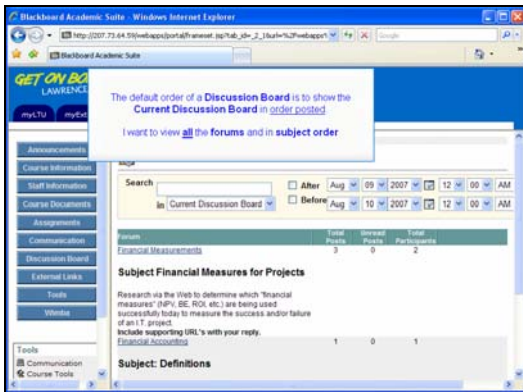 Blackboard Academic Suite - Windows Internet Explorer
http://207.73.64.59/webapps/portal/frameset.jsp?tab_id=_2_1&url=%2Fwebapps
Google
Blackboard Academic Suite
GET ON BO
LAWRENCE
myLTU
The default order of a Discussion Board is to show the
Current Discussion Board in order posted.
I want to view all the forums and in subject order
Announcements
Course Information
Staff Information
Course Documents
Assignments
Communication
Discussion Board
External Links
Tools
Wimba
Tools
Communication
Course Tools
Search
in Current Discussion Board
After Aug 09 2007 12 00 AM
Before Aug 10 2007 12 00 AM
Forum Total Posts Unread Posts Total Participants
Financial Measurements 3 0 2
Subject Financial Measures for Projects
Research via the Web to determine which "financial
measures" (NPV, BE, ROI, etc.) are being used
successfully today to measure the success and/or failure
of an I.T. project.
Include supporting URL's with your reply.
Financial Accounting 1 0 1
Subject: Definitions